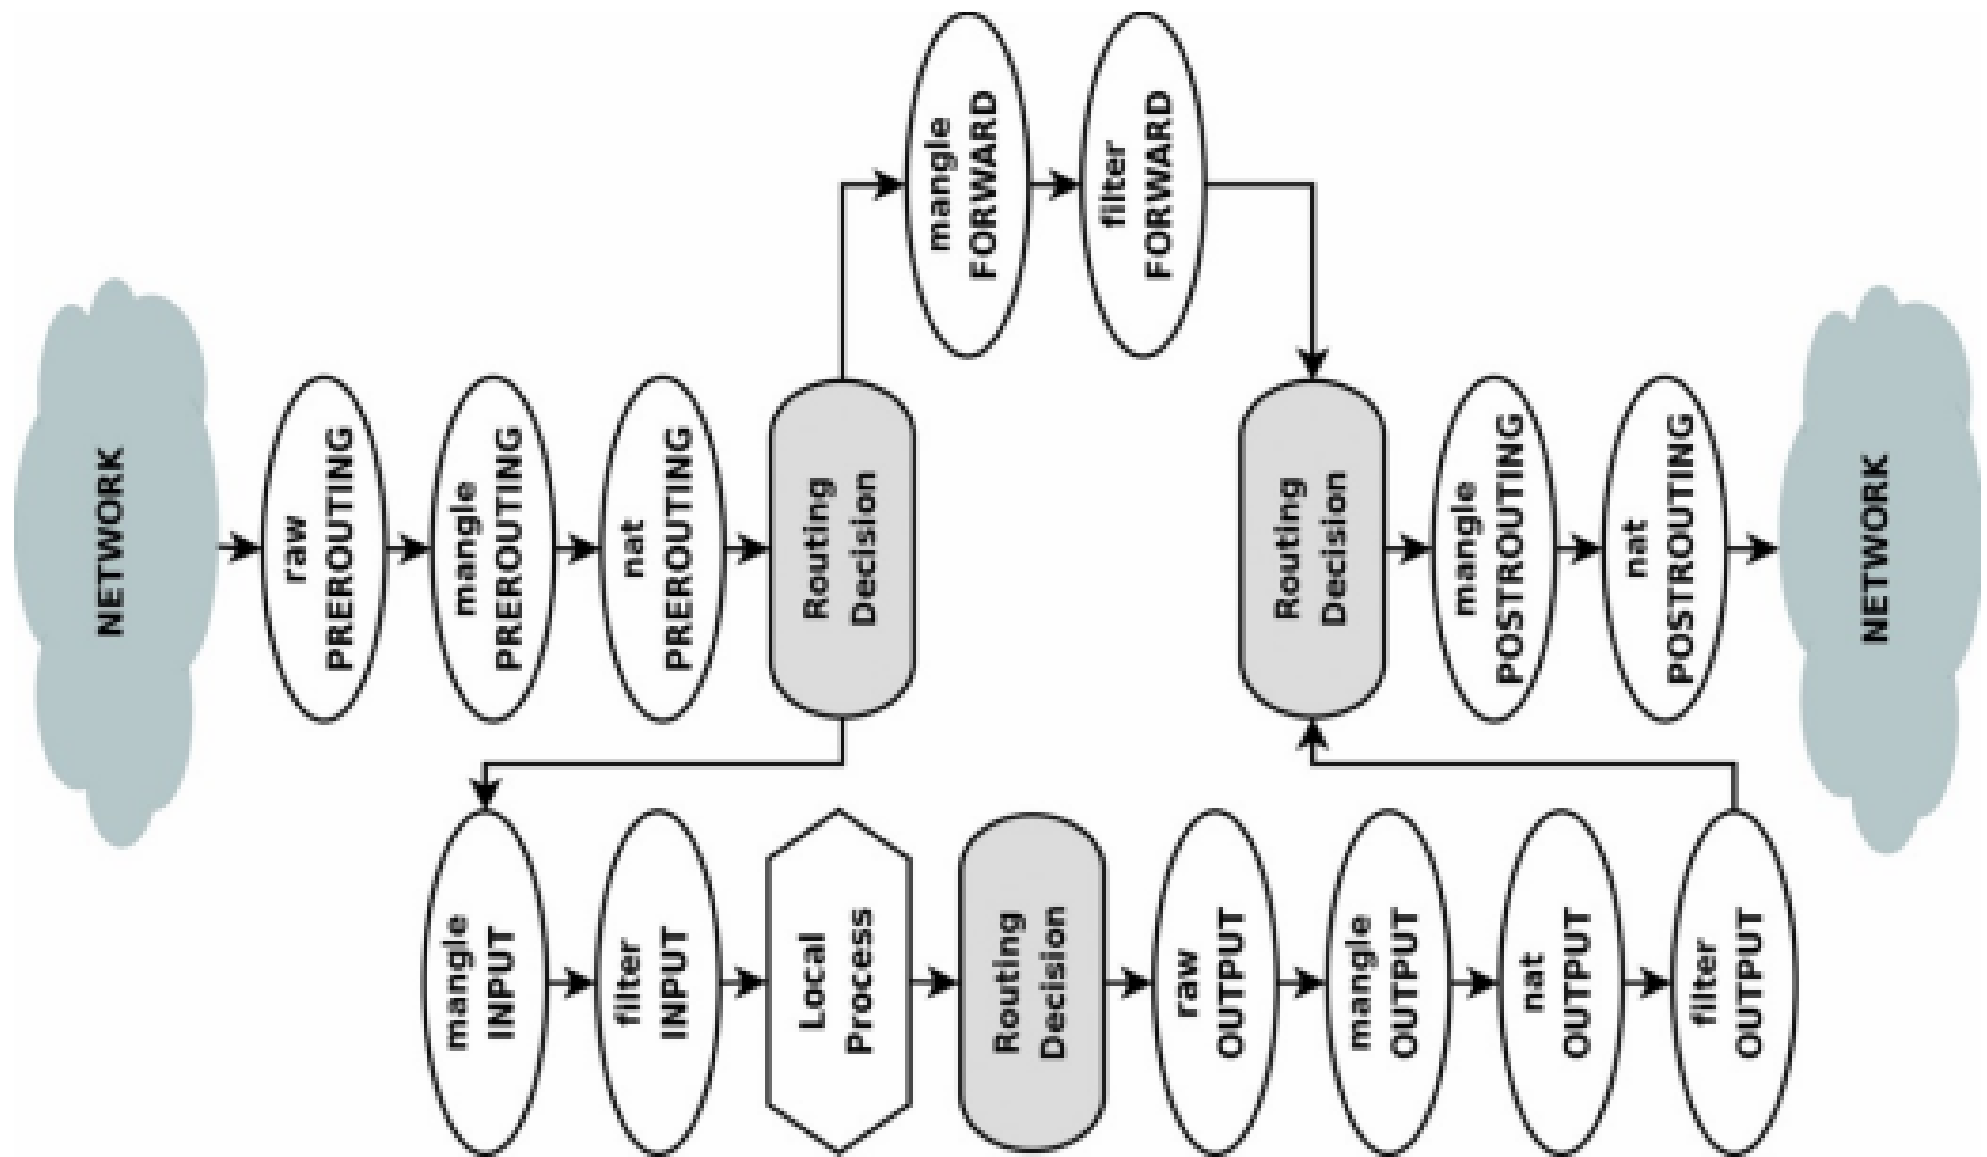 NETWORK
raw
PREROUTING
mangle
PREROUTING
nat
PREROUTING
Routing
Decision
mangle
FORWARD
filter
FORWARD
mangle
INPUT
filter
INPUT
Local
Process
Routing
Decision
raw
OUTPUT
mangle
OUTPUT
nat
OUTPUT
filter
OUTPUT
Routing
Decision
mangle
POSTROUTING
nat
POSTROUTING
NETWORK